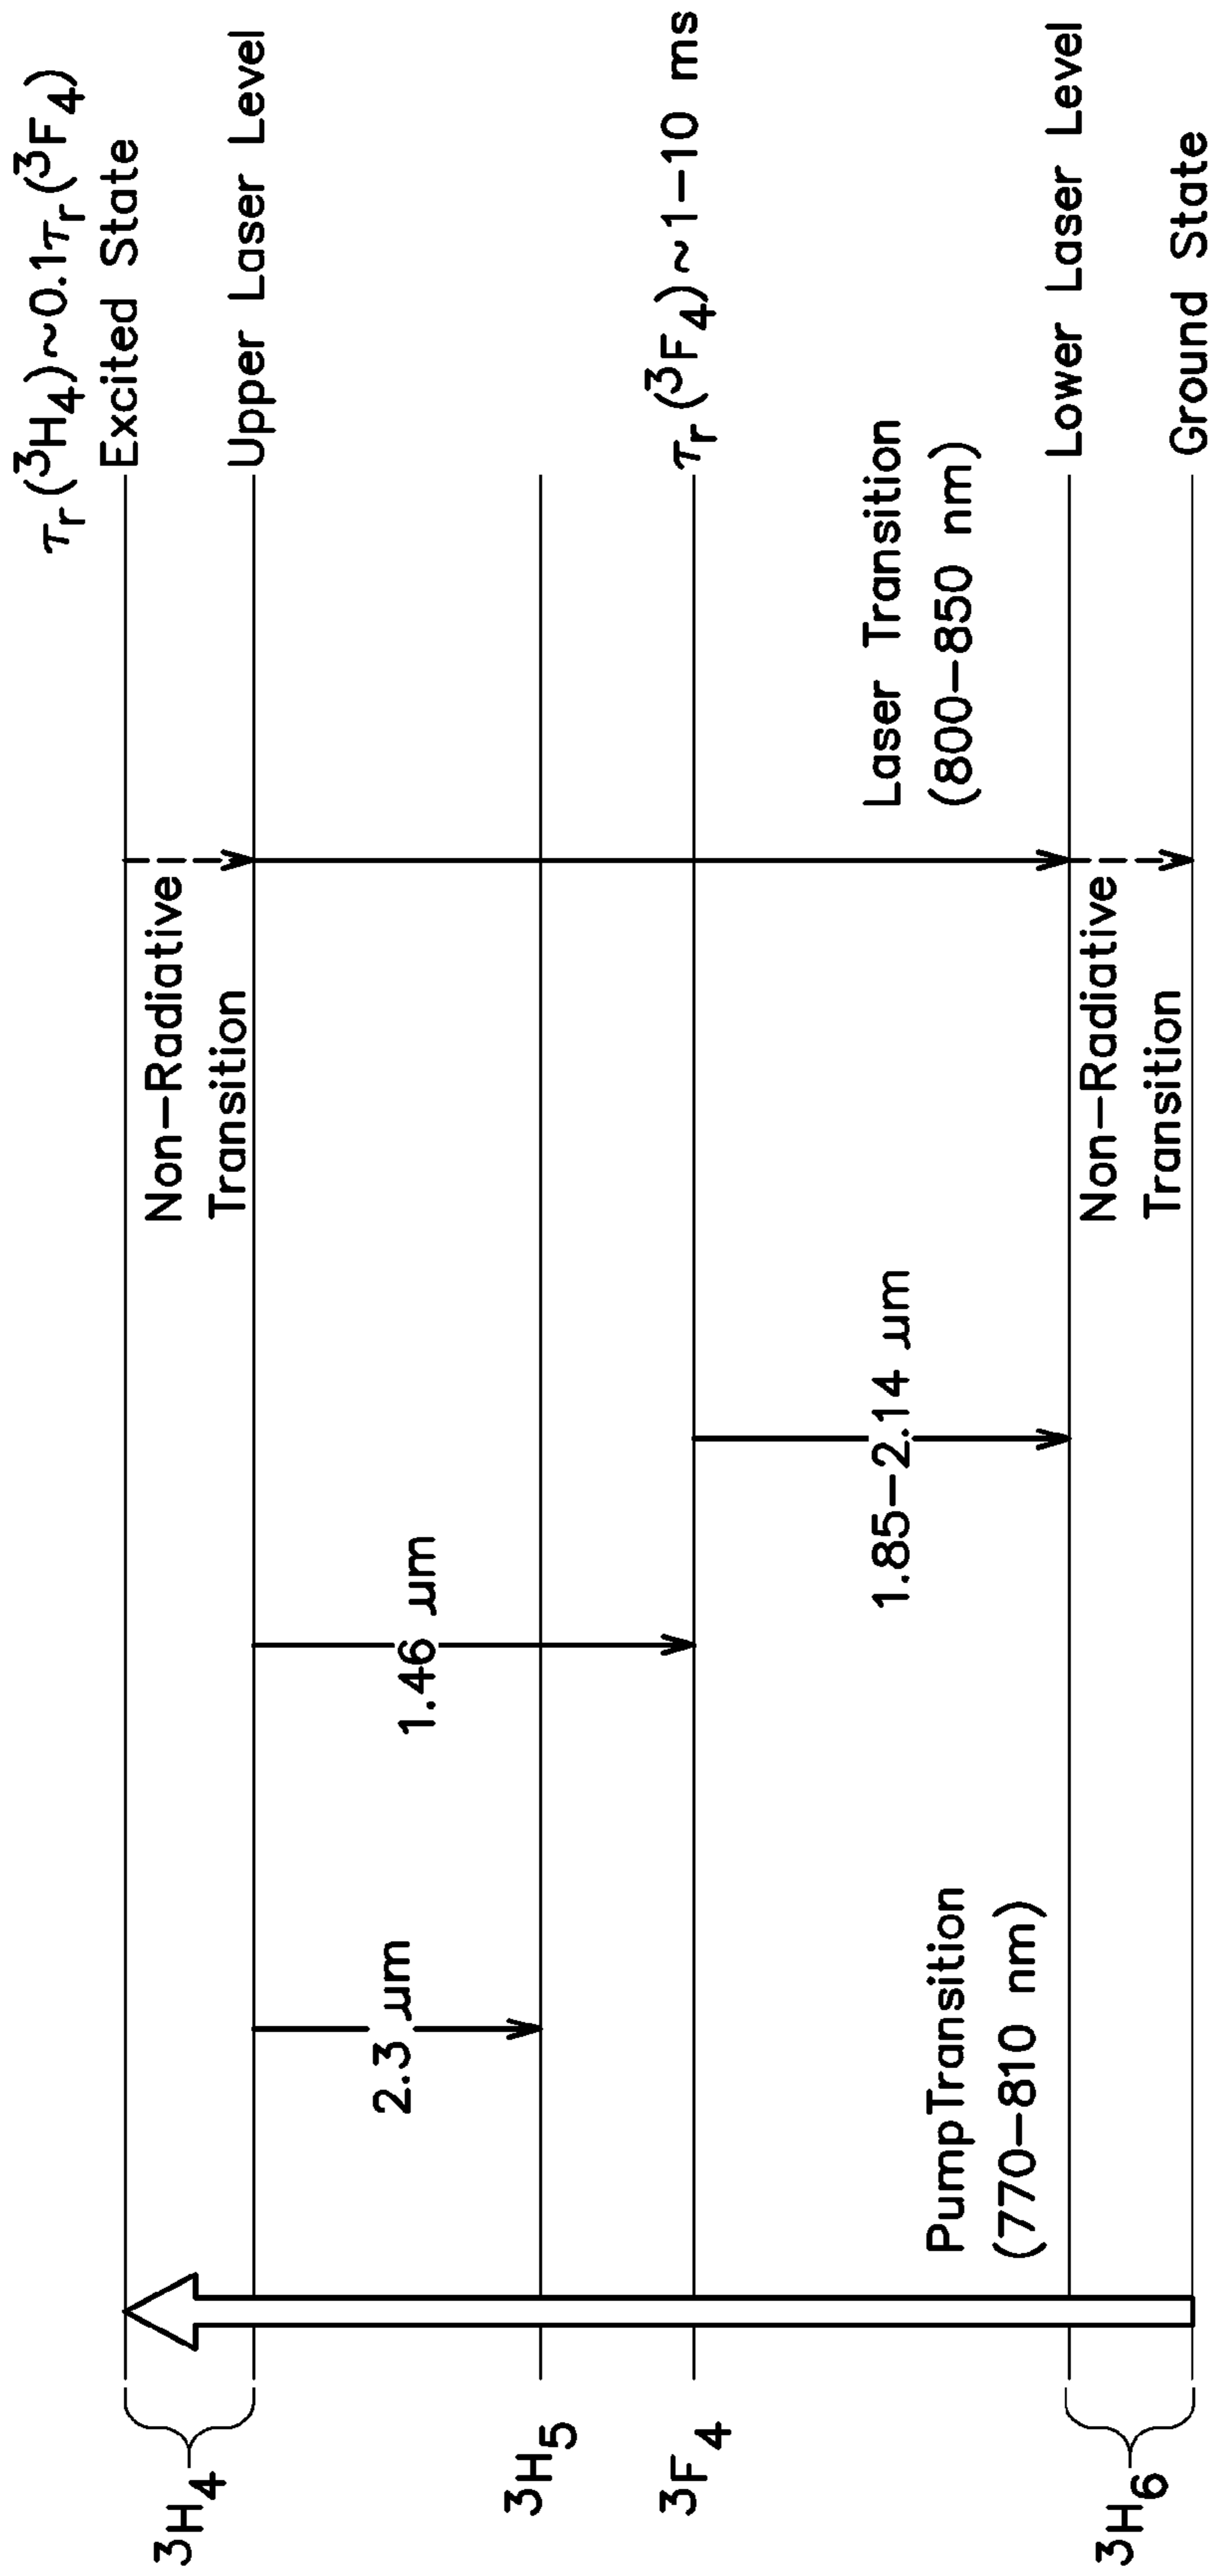 τr(3H4)~0.1τr(3F4)
Excited State
Upper Laser Level
3H4
Non-Radiative
Transition
2.3 μm
1.46 μm
3H5
3F4
τr(3F4)~1-10 ms
Laser Transition
(800-850 nm)
1.85-2.14 μm
PumpTransition
(770-810 nm)
Lower Laser Level
3H6
Non-Radiative
Transition
Ground State